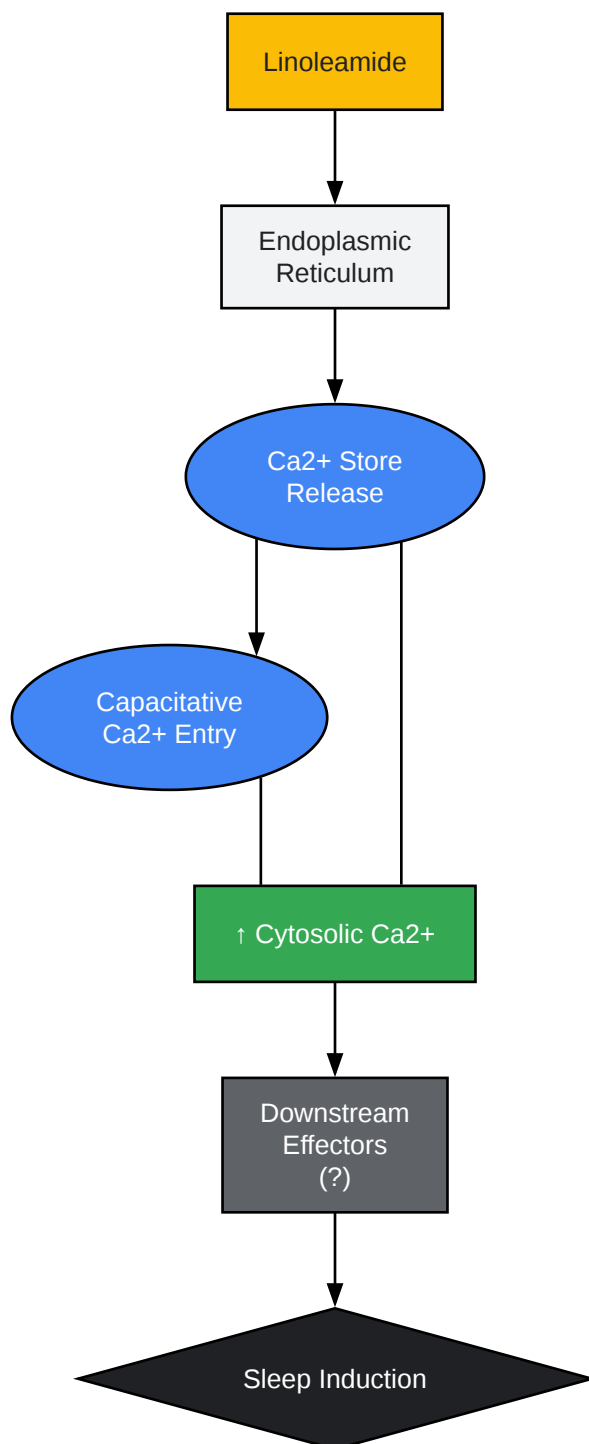 Linoleamide
Endoplasmic
Reticulum
Ca2+ Store
Release
Capacitative
Ca2+ Entry
↑ Cytosolic Ca2+
Downstream
Effectors
(?)
Sleep Induction